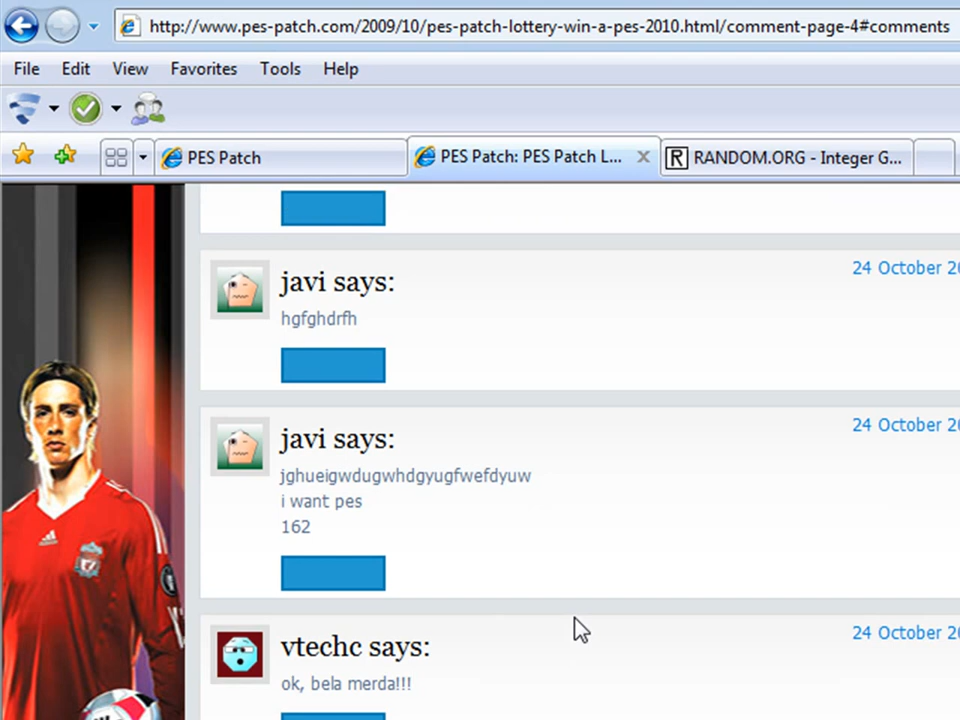 http://www.pes-patch.com/2009/10/pes-patch-lottery-win-a-pes-2010.html/comment-page-4#comments
File Edit View Favorites Tools Help
PES Patch PES Patch: PES Patch L... RANDOM.ORG - Integer G...
javi says: 24 October 20
hgfghdrfh
javi says: 24 October 20
jghueigwdugwhdgyugfwefdyuw
i want pes
162
vtechc says: 24 October 20
ok, bela merda!!!